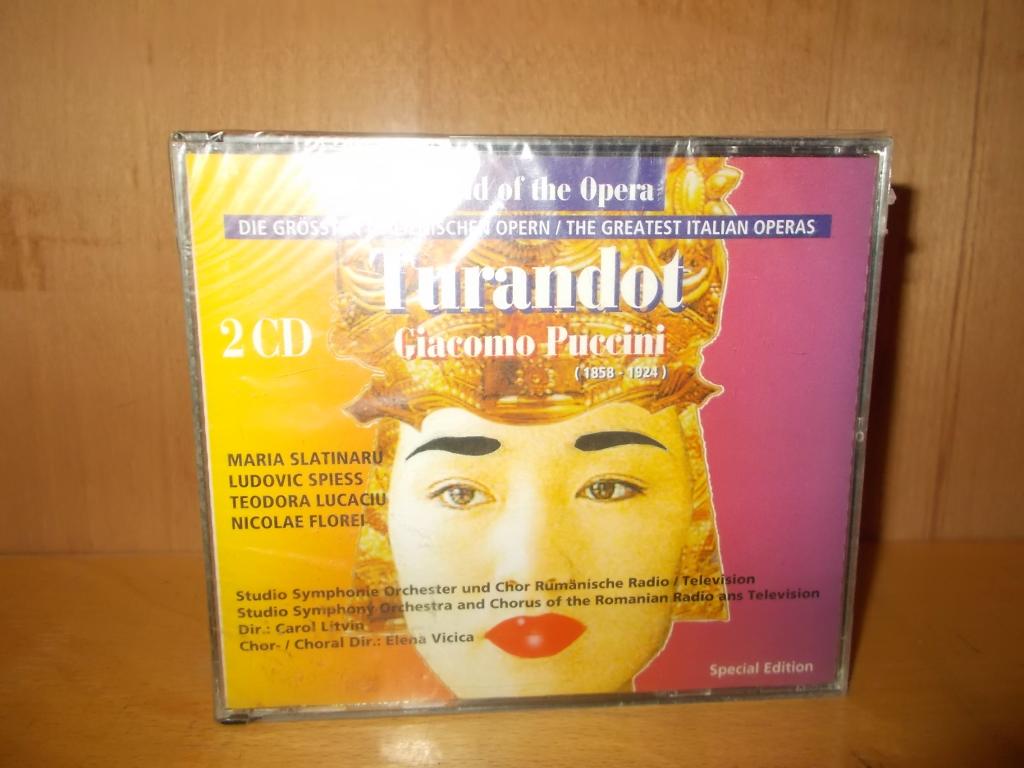 of the Opera
DIE OPERN / THE GREATEST ITALIAN OPERAS
Turandot
2 CD
Giacomo Puccini
(1858 - 1924)
MARIA SLATINARU
LUDOVIC SPIESS
TEODORA LUCACIU
NICOLAE FLOREI
Studio Symphonie Orchester und Chor Rumänische Radio / Television
Studio Symphony Orchestra and Chorus of the Romanian Radio ans Television
Dir.: Carol Litvin
Chor- / Choral Dir.: Elena Vicica
Special Edition